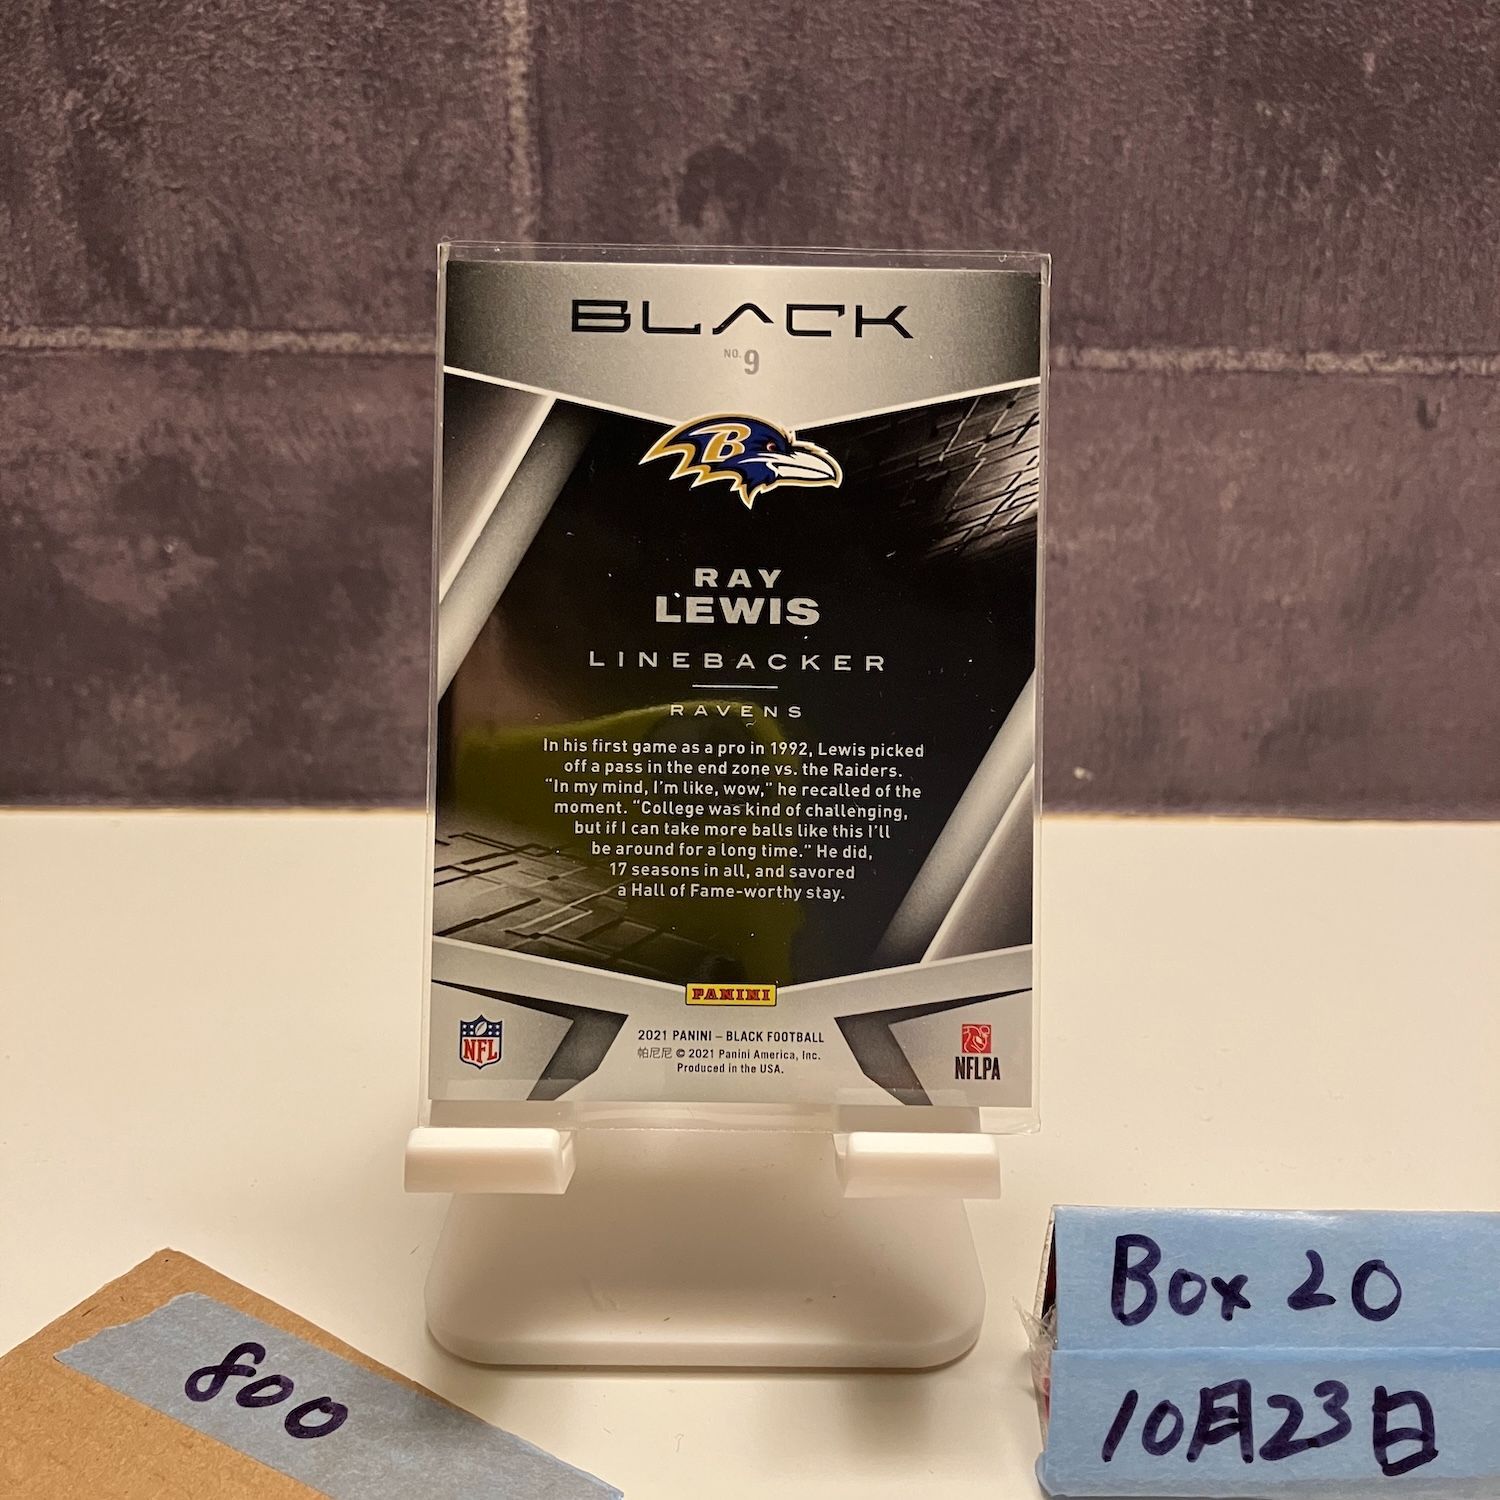 BLACK
NO. 9
B
RAY
LEWIS
LINEBACKER
RAVENS
In his first game as a pro in 1992, Lewis picked
off a pass in the end zone vs. the Raiders.
"In my mind, I'm like, wow," he recalled of the
moment. "College was kind of challenging,
but if I can take more balls like this I'll
be around for a long time." He did,
17 seasons in all, and savored
a Hall of Fame-worthy stay.
PANINI
NFL
2021 PANINI – BLACK FOOTBALL
帕尼尼 © 2021 Panini America, Inc.
Produced in the USA.
NFLPA
800
Box 20
10月23日